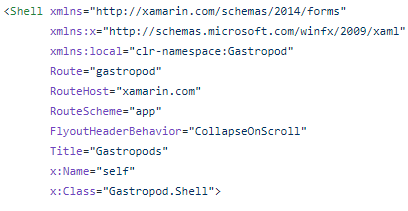 <Shell xmlns="http://xamarin.com/schemas/2014/forms"
xmlns:x="http://schemas.microsoft.com/winfx/2009/xaml"
xmlns:local="clr-namespace:Gastropod"
Route="gastropod"
RouteHost="xamarin.com"
RouteScheme="app"
FlyoutHeaderBehavior="CollapseOnScroll"
Title="Gastropods"
x:Name="self"
x:Class="Gastropod.Shell">